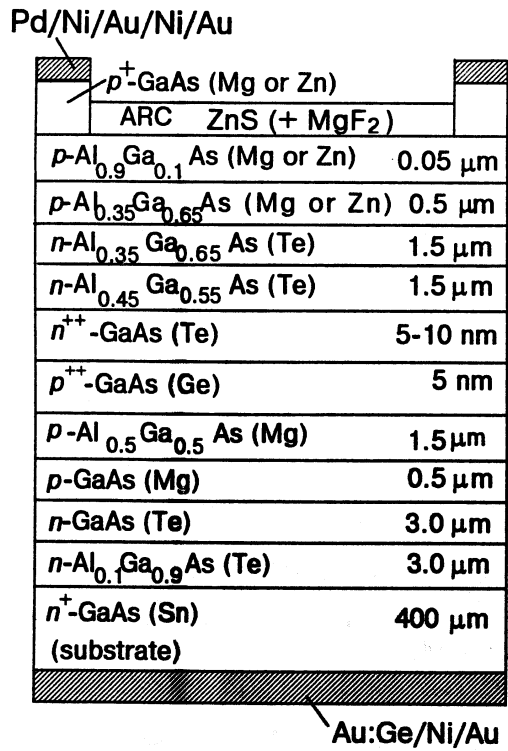 Pd/Ni/Au/Ni/Au
p+-GaAs (Mg or Zn)
ARC ZnS (+ MgF2)
p-Al0.9Ga0.1As (Mg or Zn) 0.05 μm
p-Al0.35Ga0.65As (Mg or Zn) 0.5 μm
n-Al0.35Ga0.65As (Te) 1.5 μm
n-Al0.45Ga0.55As (Te) 1.5 μm
n++-GaAs (Te) 5-10 nm
p++-GaAs (Ge) 5 nm
p-Al0.5Ga0.5As (Mg) 1.5 μm
p-GaAs (Mg) 0.5 μm
n-GaAs (Te) 3.0 μm
n-Al0.1Ga0.9As (Te) 3.0 μm
n+-GaAs (Sn) 400 μm
(substrate)
Au:Ge/Ni/Au